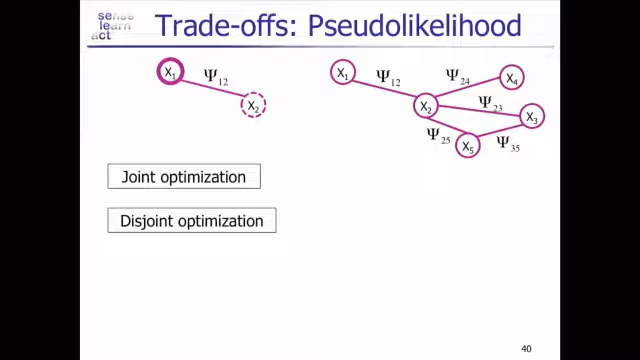 sense
learn
act
Trade-offs: Pseudolikelihood
X1 Ψ12 X2
X1 Ψ12 X2 Ψ24 X4
Ψ23 X3
Ψ25 X5 Ψ35
Joint optimization
Disjoint optimization
40